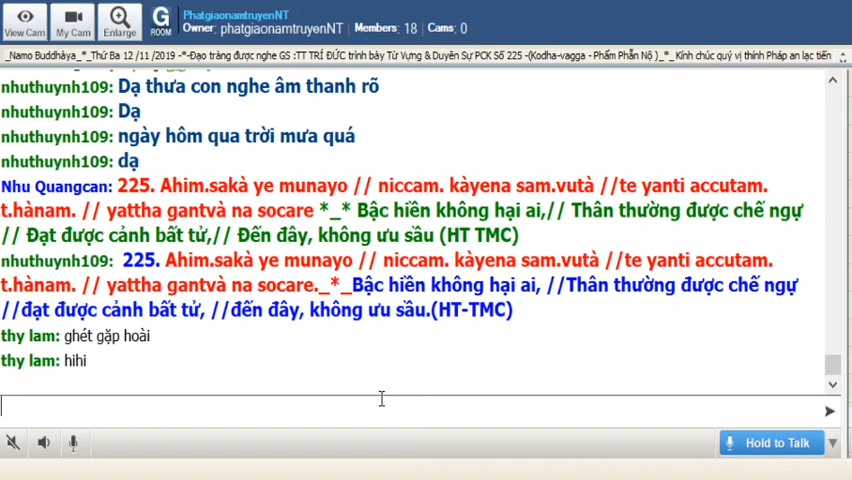 View Cam
My Cam
Enlarge
G
ROOM
PhatgiaonamtruyenNT
Owner: phatgiaonamtruyenNT Members: 18 Cams: 0
_Namo Buddhàya_*_Thứ Ba 12 /11 /2019 -*-Đạo tràng được nghe GS :TT TRÍ ĐỨC trình bày Từ Vựng & Duyên Sự PCK Số 225 -(Kodha-vagga - Phẩm Phẫn Nộ )_*_ Kính chúc quý vị thính Pháp an lạc tiến
nhuthuynh109: Dạ thưa con nghe âm thanh rõ
nhuthuynh109: Dạ
nhuthuynh109: ngày hôm qua trời mưa quá
nhuthuynh109: dạ
Nhu Quangcan: 225. Ahim.sakà ye munayo // niccam. kàyena sam.vutà //te yanti accutam.
t.hànam. // yattha gantvà na socare *_* Bậc hiền không hại ai,// Thân thường được chế ngự
// Đạt được cảnh bất tử,// Đến đây, không ưu sầu (HT TMC)
nhuthuynh109: 225. Ahim.sakà ye munayo // niccam. kàyena sam.vutà //te yanti accutam.
t.hànam. // yattha gantvà na socare._*_Bậc hiền không hại ai, //Thân thường được chế ngự
//đạt được cảnh bất tử, //đến đây, không ưu sầu.(HT-TMC)
thy lam: ghét gặp hoài
thy lam: hihi
Hold to Talk